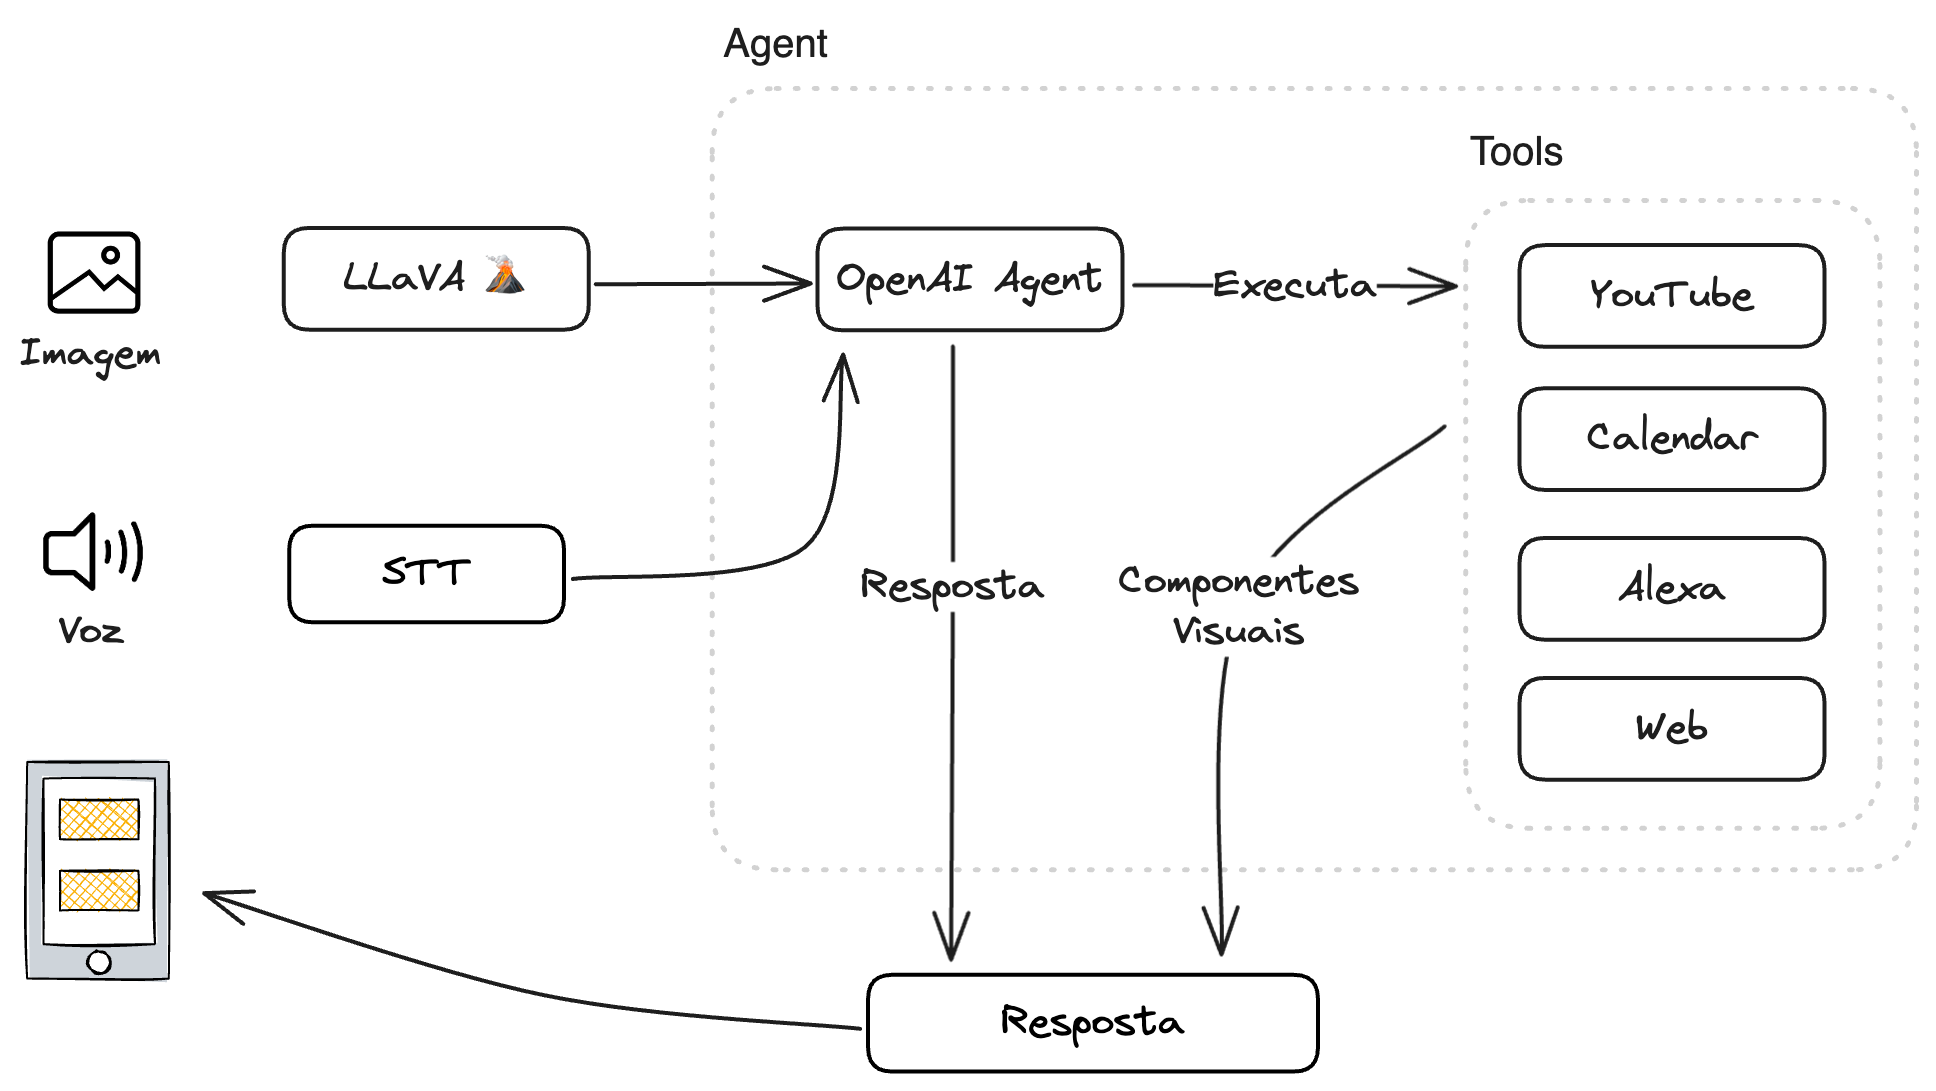 Agent
Tools
Imagem
LLaVA 🌋
OpenAI Agent
Executa
YouTube
Calendar
Voz
STT
Resposta
Componentes
Visuais
Alexa
Web
Resposta